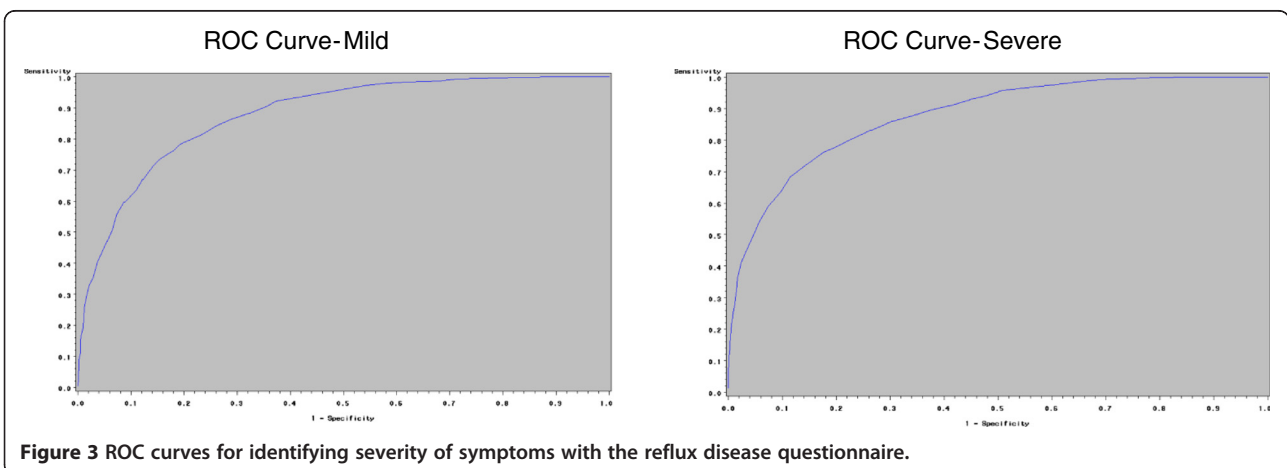 ROC Curve-Mild
Sensitivity
1.0
0.9
0.8
0.7
0.6
0.5
0.4
0.3
0.2
0.1
0.0
0.0 0.1 0.2 0.3 0.4 0.5 0.6 0.7 0.8 0.9 1.0
1 - Specificity
ROC Curve-Severe
Sensitivity
1.0
0.9
0.8
0.7
0.6
0.5
0.4
0.3
0.2
0.1
0.0
0.0 0.1 0.2 0.3 0.4 0.5 0.6 0.7 0.8 0.9 1.0
1 - Specificity
Figure 3 ROC curves for identifying severity of symptoms with the reflux disease questionnaire.